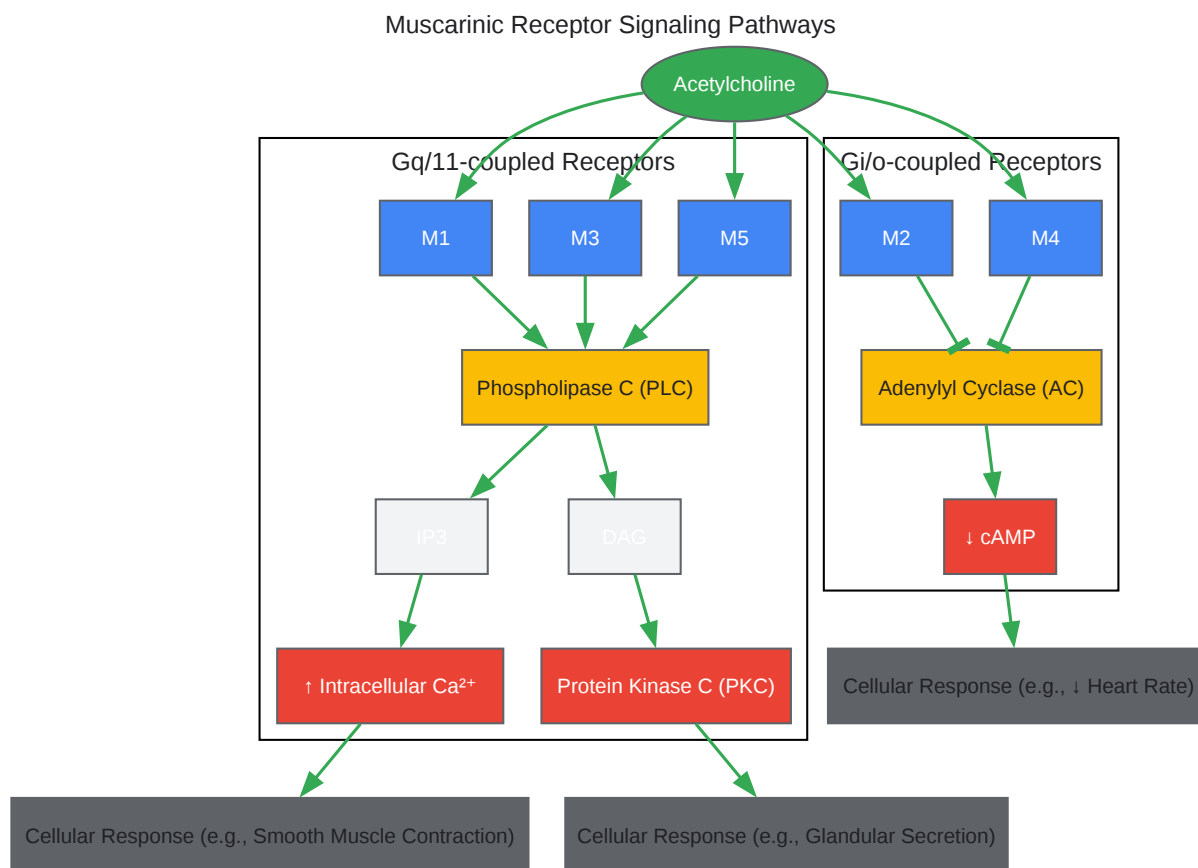 Muscarinic Receptor Signaling Pathways
Acetylcholine
Gq/11-coupled Receptors
Gi/o-coupled Receptors
M1
M3
M5
M2
M4
Phospholipase C (PLC)
Adenylyl Cyclase (AC)
IP3
DAG
↓ cAMP
↑ Intracellular Ca²⁺
Protein Kinase C (PKC)
Cellular Response (e.g., ↓ Heart Rate)
Cellular Response (e.g., Smooth Muscle Contraction)
Cellular Response (e.g., Glandular Secretion)